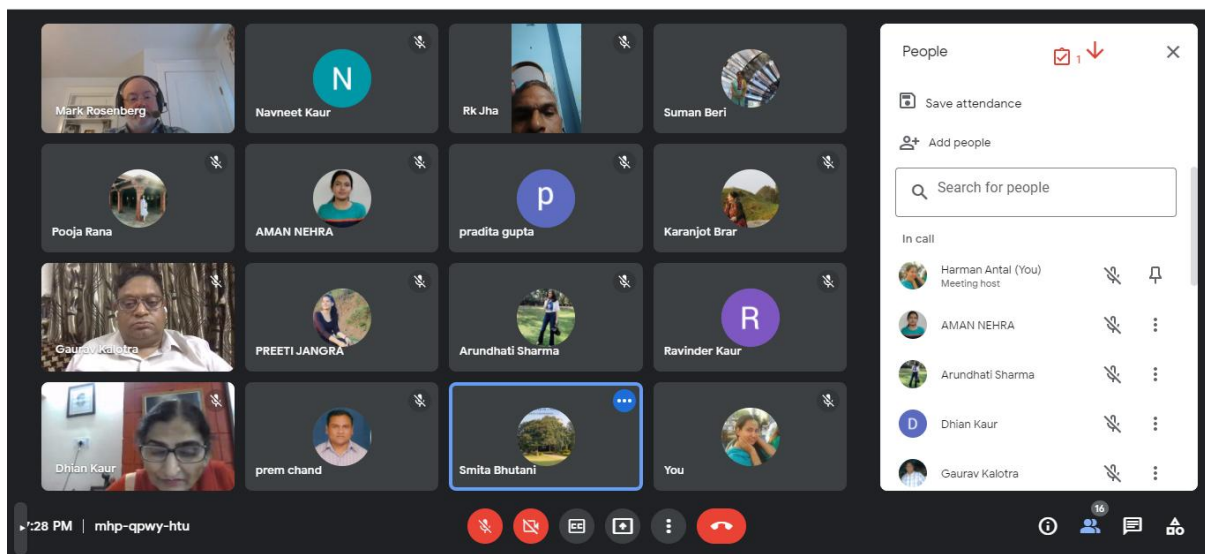 Mark Rosenberg
N
Navneet Kaur
Rk Jha
Suman Beri
Pooja Rana
AMAN NEHRA
p
pradita gupta
Karanjot Brar
Gaurav Kalotra
PREETI JANGRA
Arundhati Sharma
R
Ravinder Kaur
Dhian Kaur
prem chand
Smita Bhutani
You
People
1
Save attendance
Add people
Search for people
In call
Harman Antal (You)
Meeting host
AMAN NEHRA
Arundhati Sharma
D
Dhian Kaur
Gaurav Kalotra
:28 PM | mhp-qpwy-htu
CC
16